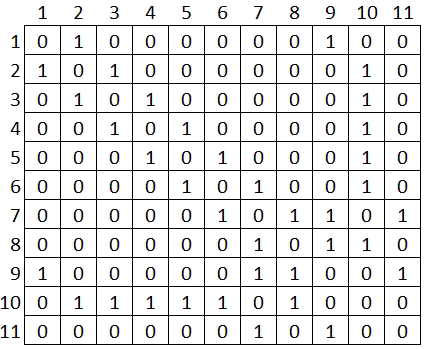 1 2 3 4 5 6 7 8 9 10 11
1 0 1 0 0 0 0 0 0 1 0 0
2 1 0 1 0 0 0 0 0 0 1 0
3 0 1 0 1 0 0 0 0 0 1 0
4 0 0 1 0 1 0 0 0 0 1 0
5 0 0 0 1 0 1 0 0 0 1 0
6 0 0 0 0 1 0 1 0 0 1 0
7 0 0 0 0 0 1 0 1 1 0 1
8 0 0 0 0 0 0 1 0 1 1 0
9 1 0 0 0 0 0 1 1 0 0 1
10 0 1 1 1 1 1 0 1 0 0 0
11 0 0 0 0 0 0 1 0 1 0 0